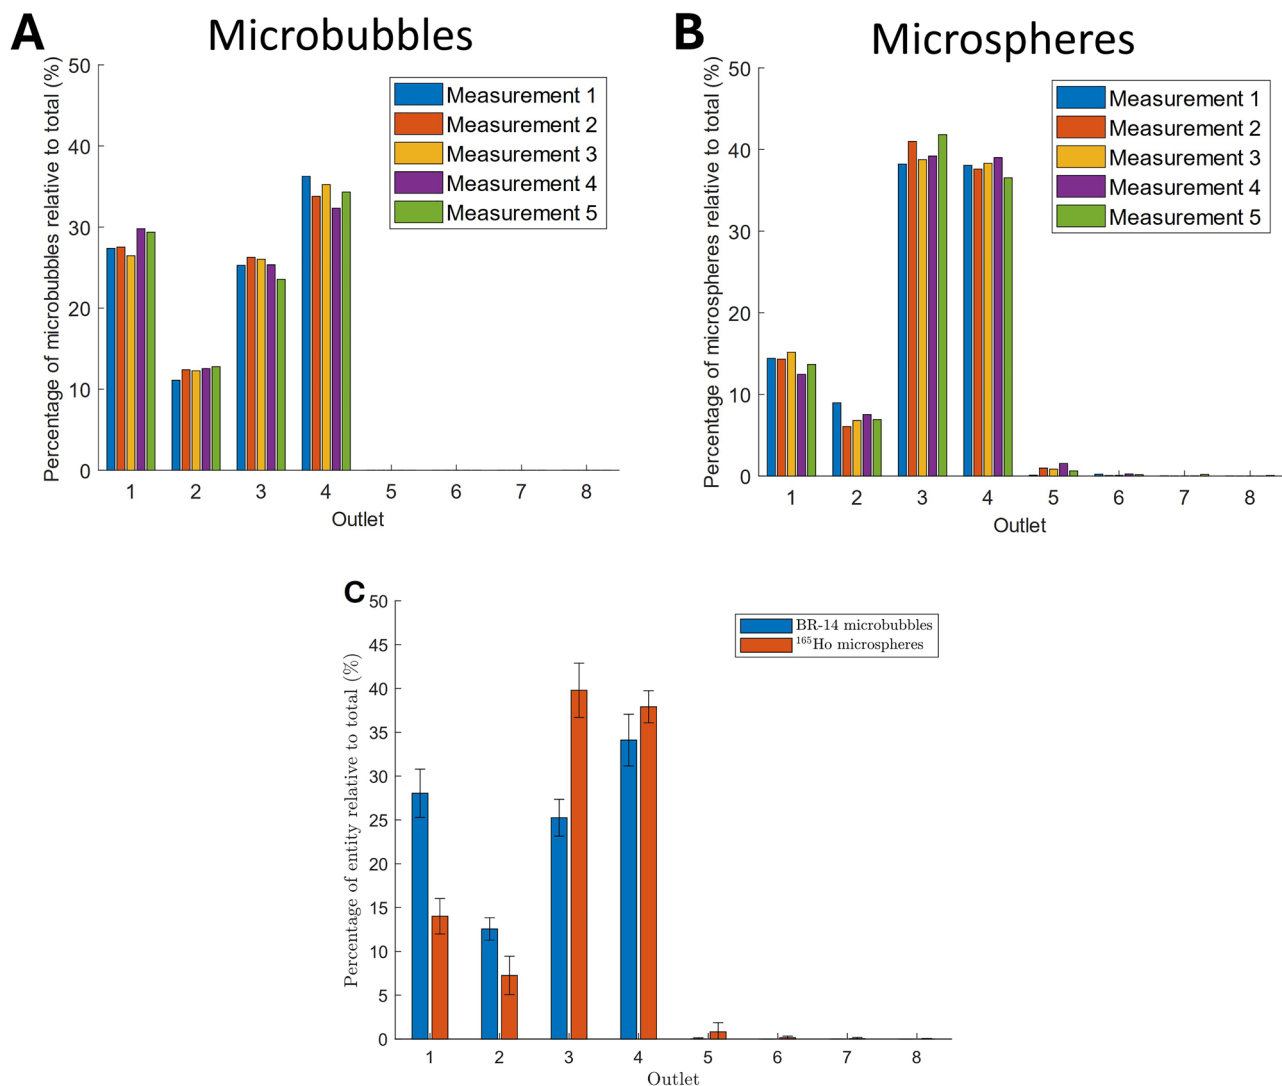 A
Microbubbles
Percentage of microbubbles relative to total (%)
50
40
30
20
10
0
Measurement 1
Measurement 2
Measurement 3
Measurement 4
Measurement 5
1 2 3 4 5 6 7 8
Outlet
B
Microspheres
Percentage of microspheres relative to total (%)
50
40
30
20
10
0
Measurement 1
Measurement 2
Measurement 3
Measurement 4
Measurement 5
1 2 3 4 5 6 7 8
Outlet
C
Percentage of entity relative to total (%)
50
45
40
35
30
25
20
15
10
5
0
BR-14 microbubbles
¹⁶⁵Ho microspheres
1 2 3 4 5 6 7 8
Outlet